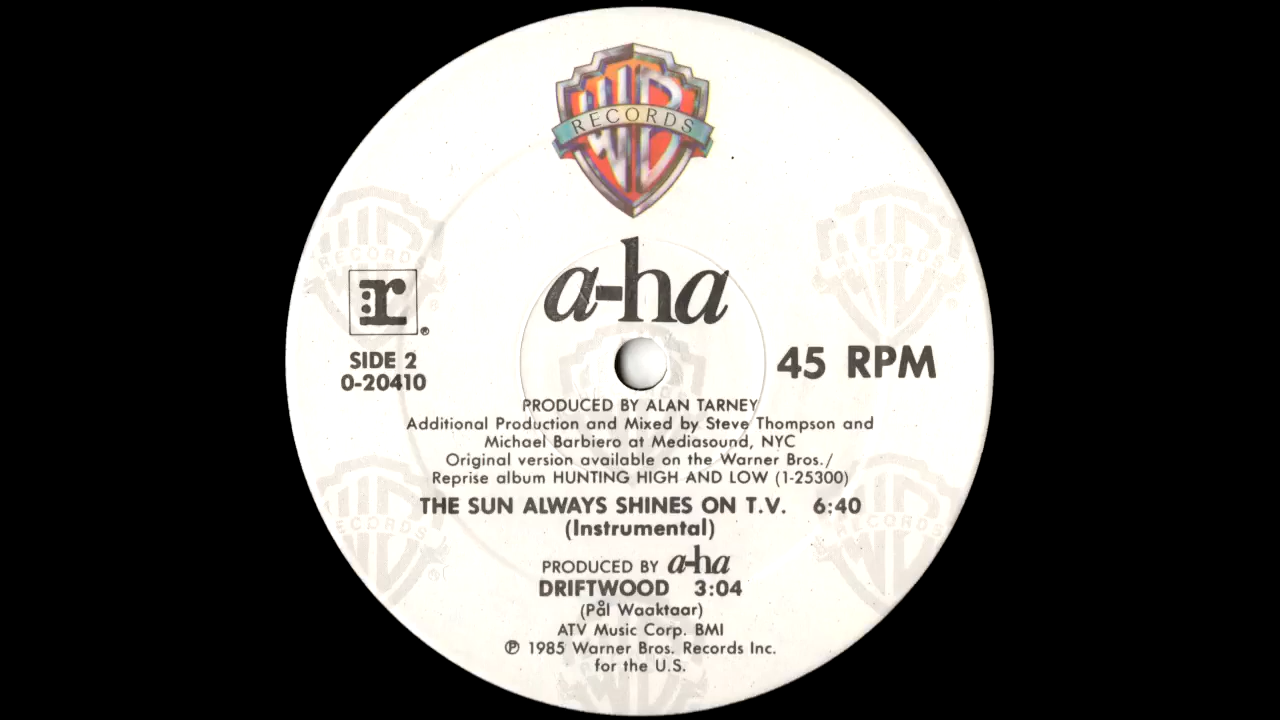 WB
RECORDS
a-ha
r
®
SIDE 2
0-20410
45 RPM
PRODUCED BY ALAN TARNEY
Additional Production and Mixed by Steve Thompson and
Michael Barbiero at Mediasound, NYC
Original version available on the Warner Bros./
Reprise album HUNTING HIGH AND LOW (1-25300)
THE SUN ALWAYS SHINES ON T.V. 6:40
(Instrumental)
PRODUCED BY a-ha
DRIFTWOOD 3:04
(Pål Waaktaar)
ATV Music Corp. BMI
℗ 1985 Warner Bros. Records Inc.
for the U.S.